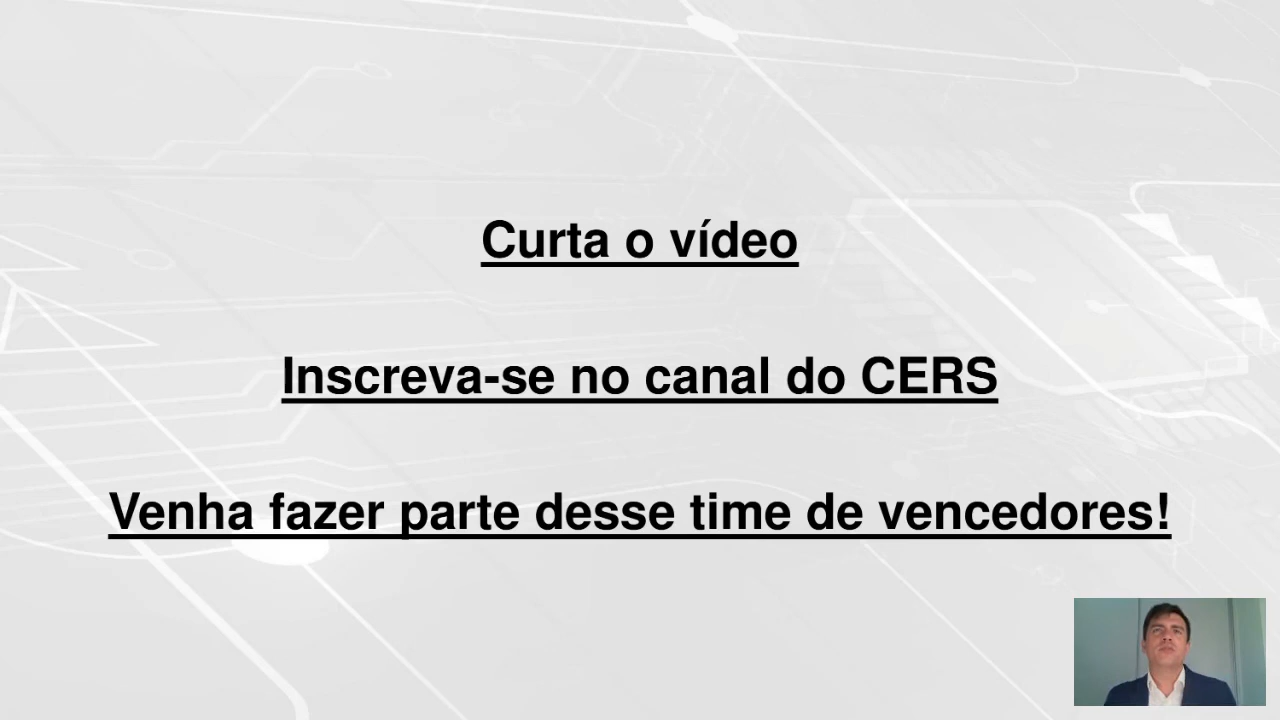 Curta o vídeo
Inscreva-se no canal do CERS
Venha fazer parte desse time de vencedores!